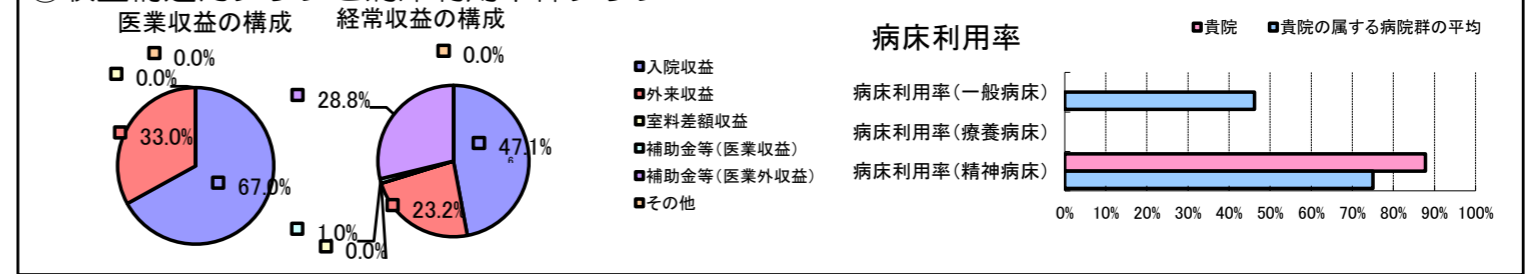 医業収益の構成
0.0%
0.0%
33.0%
67.0%
経常収益の構成
0.0%
28.8%
47.1%
23.2%
1.0%
0.0%
入院収益
外来収益
室料差額収益
補助金等(医業収益)
補助金等(医業外収益)
その他
病床利用率
貴院 貴院の属する病院群の平均
病床利用率(一般病床)
病床利用率(療養病床)
病床利用率(精神病床)
0% 10% 20% 30% 40% 50% 60% 70% 80% 90% 100%